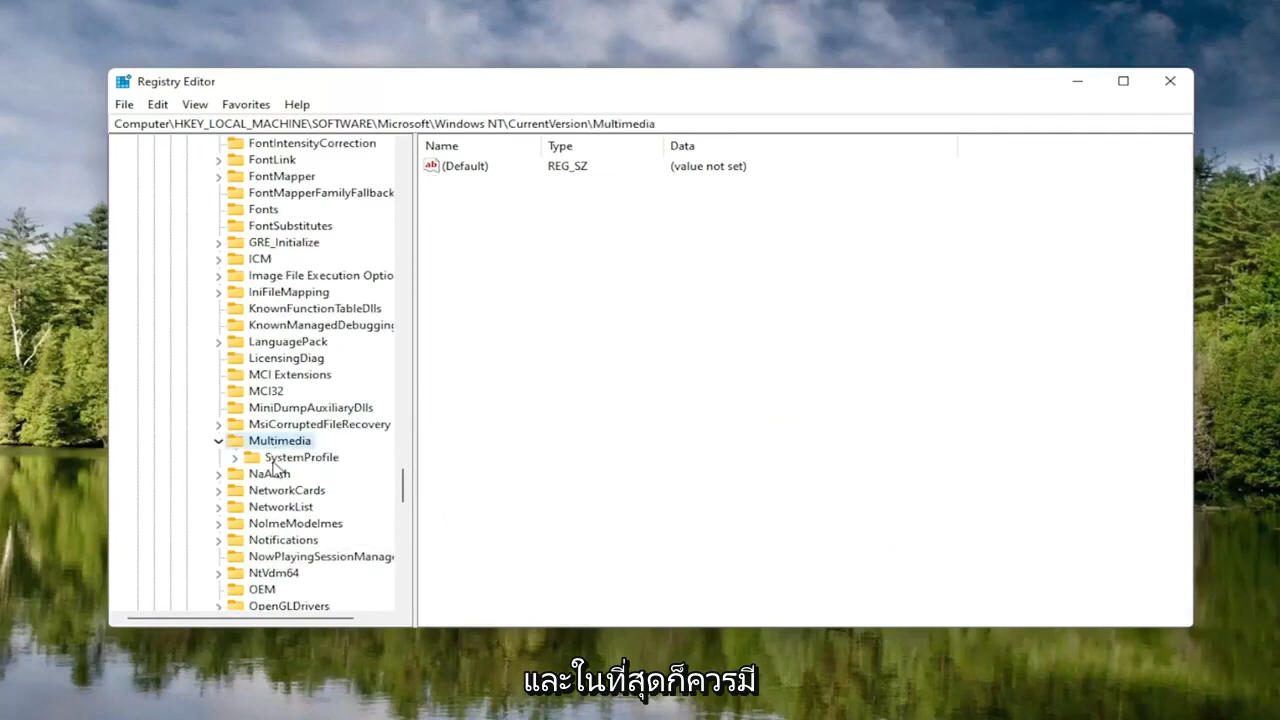 Registry Editor
File Edit View Favorites Help
Computer\HKEY_LOCAL_MACHINE\SOFTWARE\Microsoft\Windows NT\CurrentVersion\Multimedia
Name Type Data
(Default) REG_SZ (value not set)
FontIntensityCorrection
FontLink
FontMapper
FontMapperFamilyFallback
Fonts
FontSubstitutes
GRE_Initialize
ICM
Image File Execution Optio
IniFileMapping
KnownFunctionTableDlls
KnownManagedDebugging
LanguagePack
LicensingDiag
MCI Extensions
MCI32
MiniDumpAuxiliaryDlls
MsiCorruptedFileRecovery
Multimedia
SystemProfile
NetworkCards
NetworkList
NoImeModeImes
Notifications
NowPlayingSessionManage
NtVdm64
OEM
OpenGLDrivers
และในที่สุดก็ควรมี